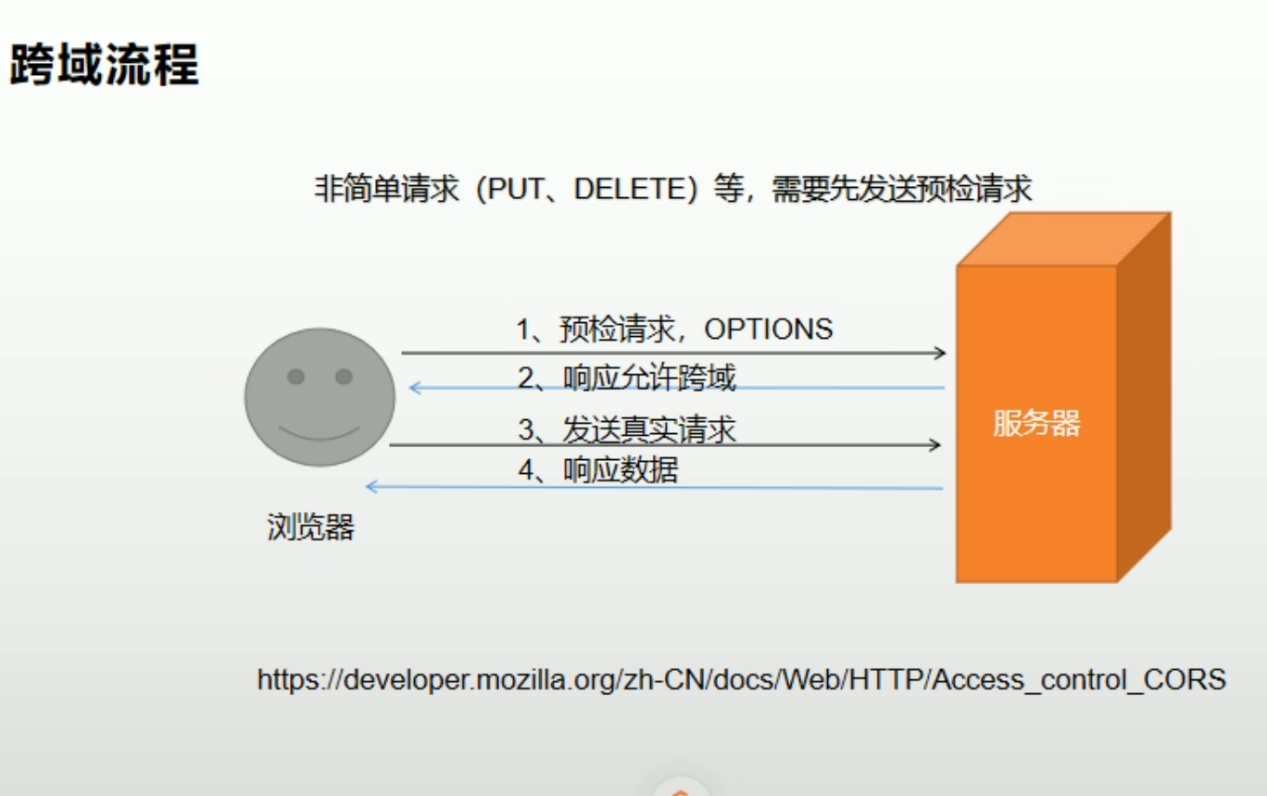 跨域流程
非简单请求（PUT、DELETE）等，需要先发送预检请求
1、预检请求，OPTIONS
2、响应允许跨域
3、发送真实请求
4、响应数据
服务器
浏览器
https://developer.mozilla.org/zh-CN/docs/Web/HTTP/Access_control_CORS